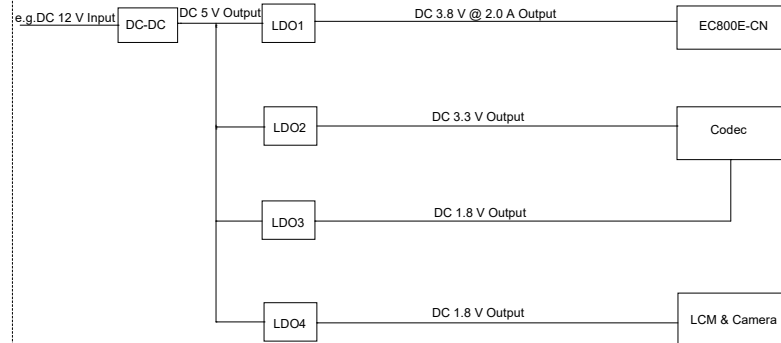 e.g.DC 12 V Input
DC-DC
DC 5 V Output
LDO1
DC 3.8 V @ 2.0 A Output
EC800E-CN
LDO2
DC 3.3 V Output
Codec
LDO3
DC 1.8 V Output
LDO4
DC 1.8 V Output
LCM & Camera